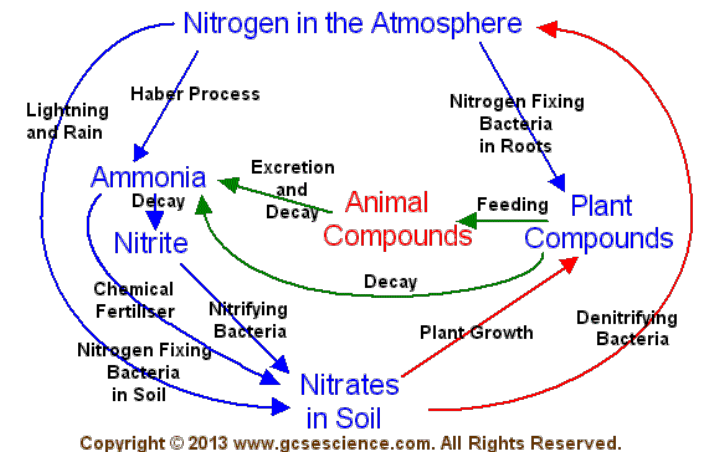 Nitrogen in the Atmosphere
Lightning
and Rain
Haber Process
Nitrogen Fixing
Bacteria
in Roots
Ammonia
Decay
Nitrite
Excretion
and
Decay
Animal
Compounds
Feeding
Plant
Compounds
Decay
Chemical
Fertiliser
Nitrifying
Bacteria
Plant Growth
Denitrifying
Bacteria
Nitrogen Fixing
Bacteria
in Soil
Nitrates
in Soil
Copyright © 2013 www.gcsescience.com. All Rights Reserved.